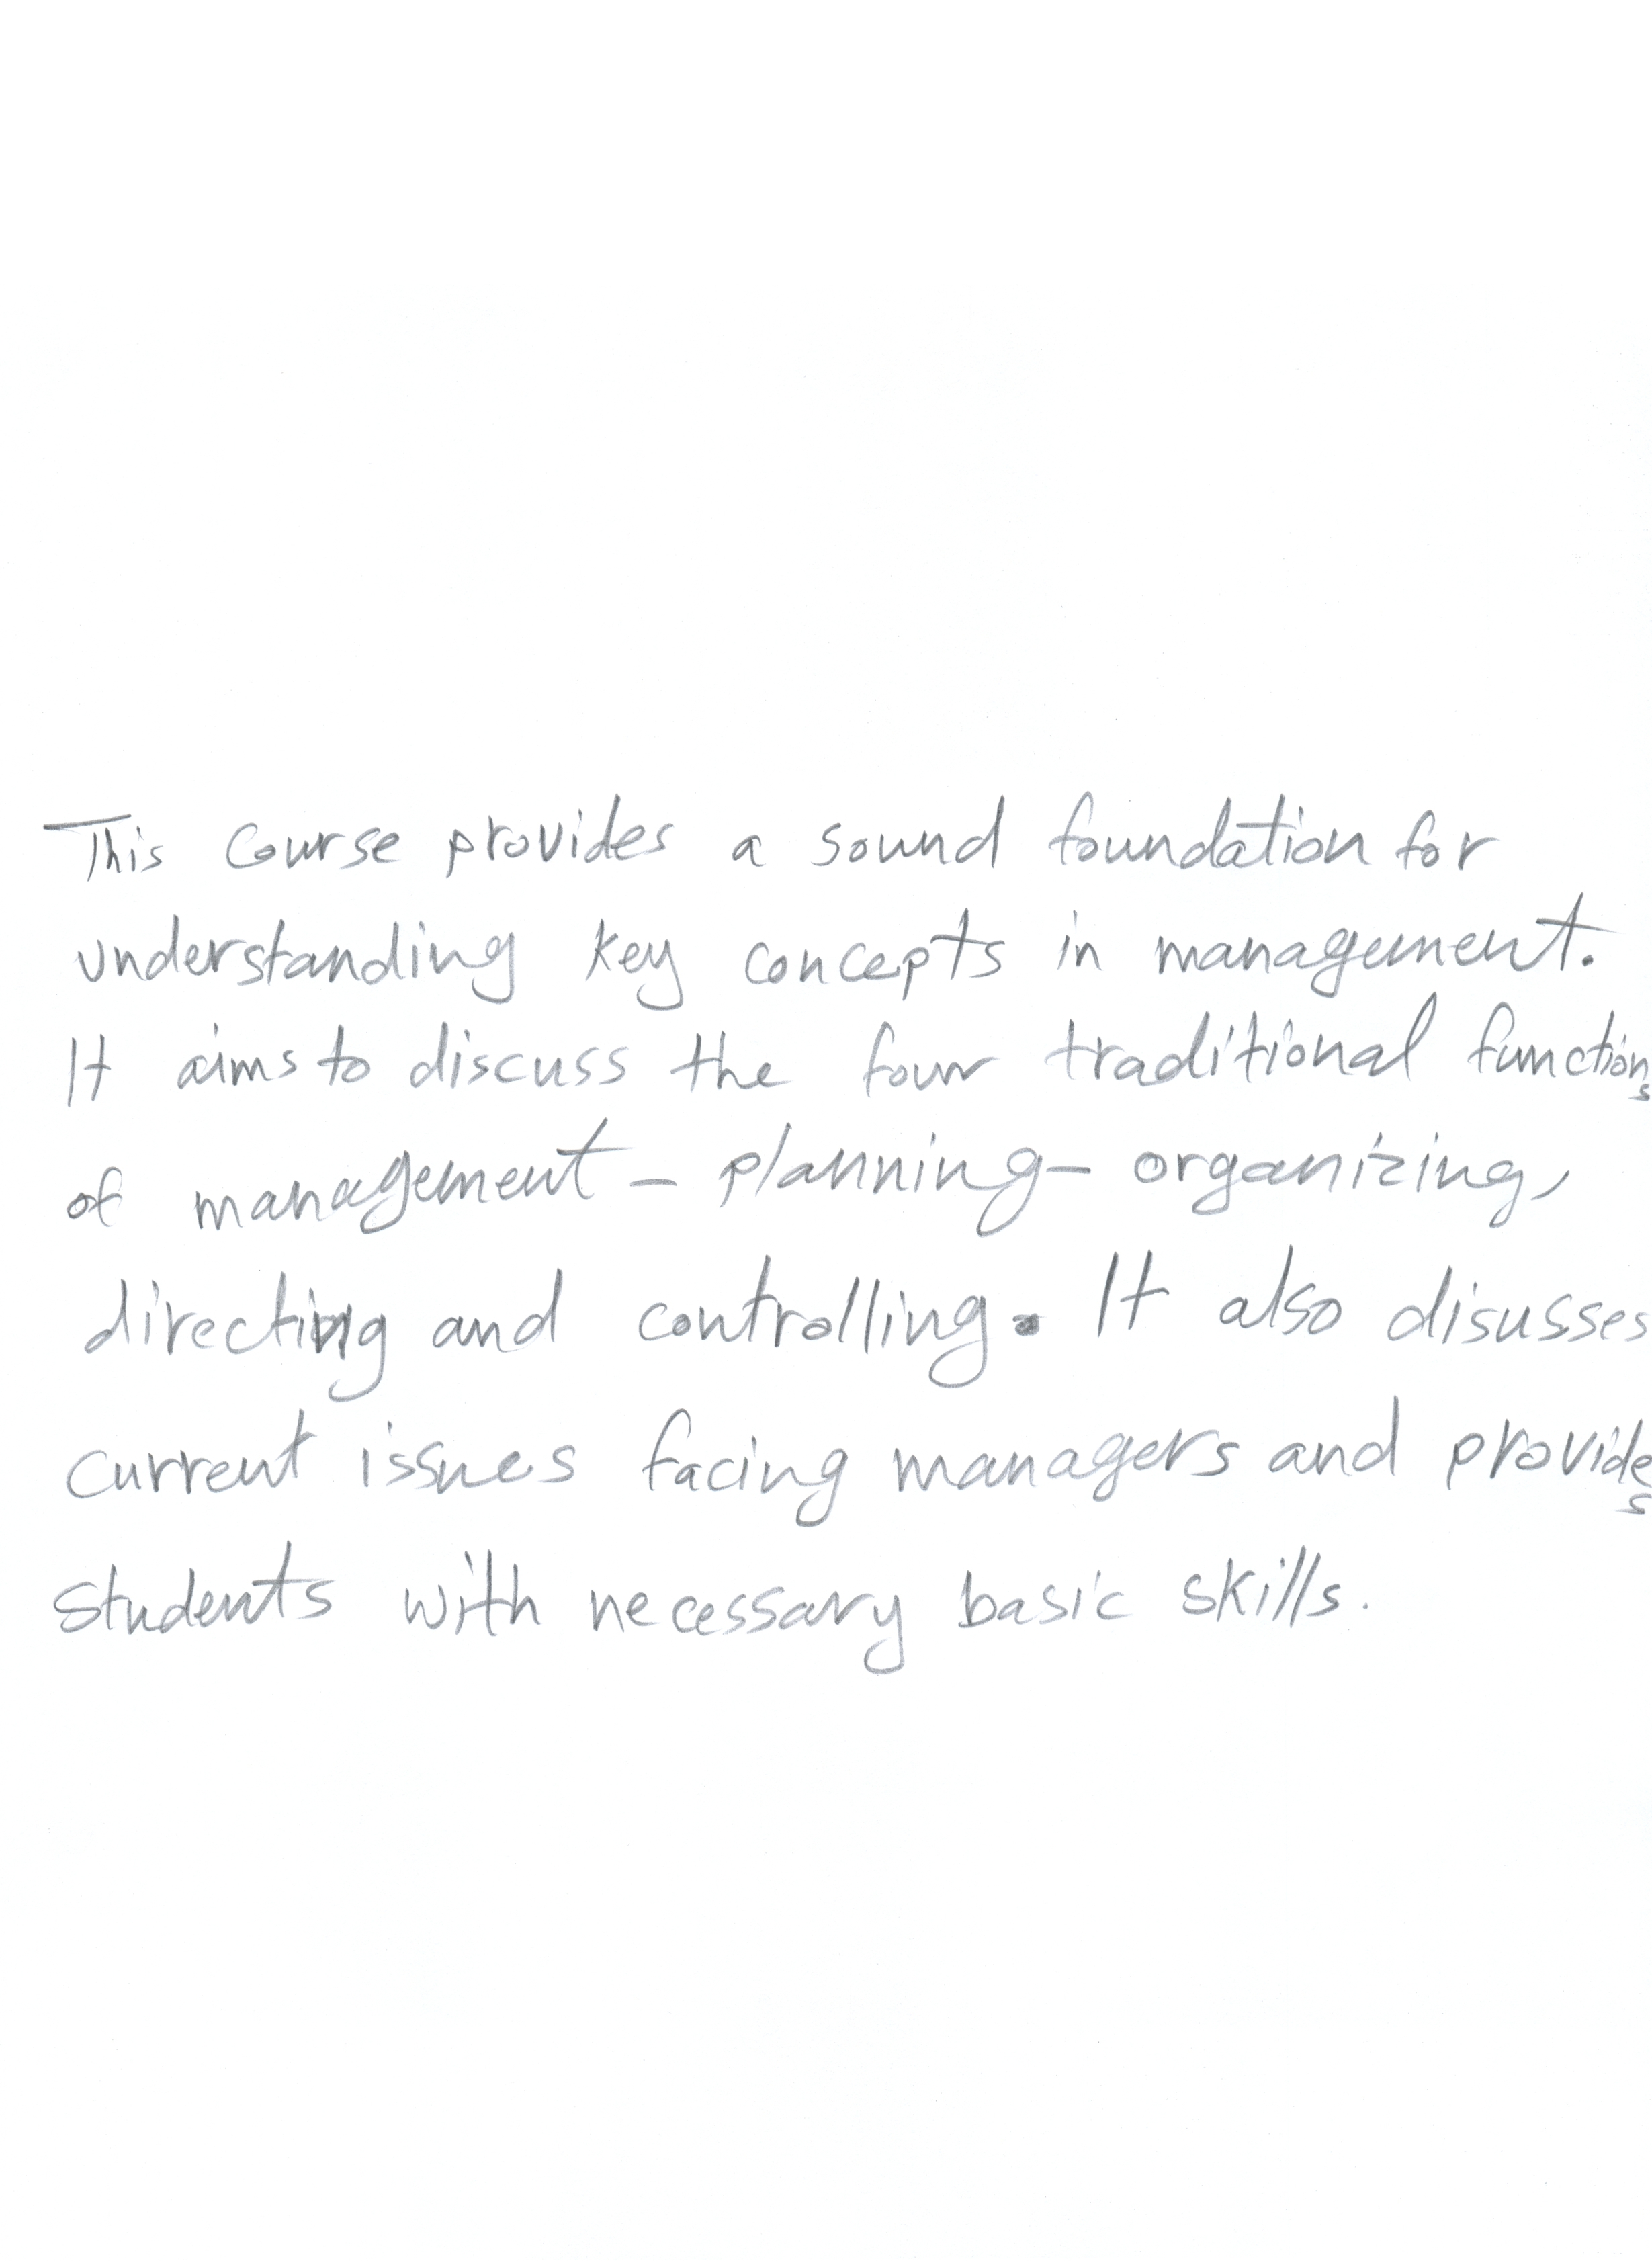 This course provides a sound foundation for
understanding key concepts in management.
It aims to discuss the four traditional functions
of management - planning - organizing,
directing and controlling. It also disusses
current issues facing managers and provides
students with necessary basic skills.